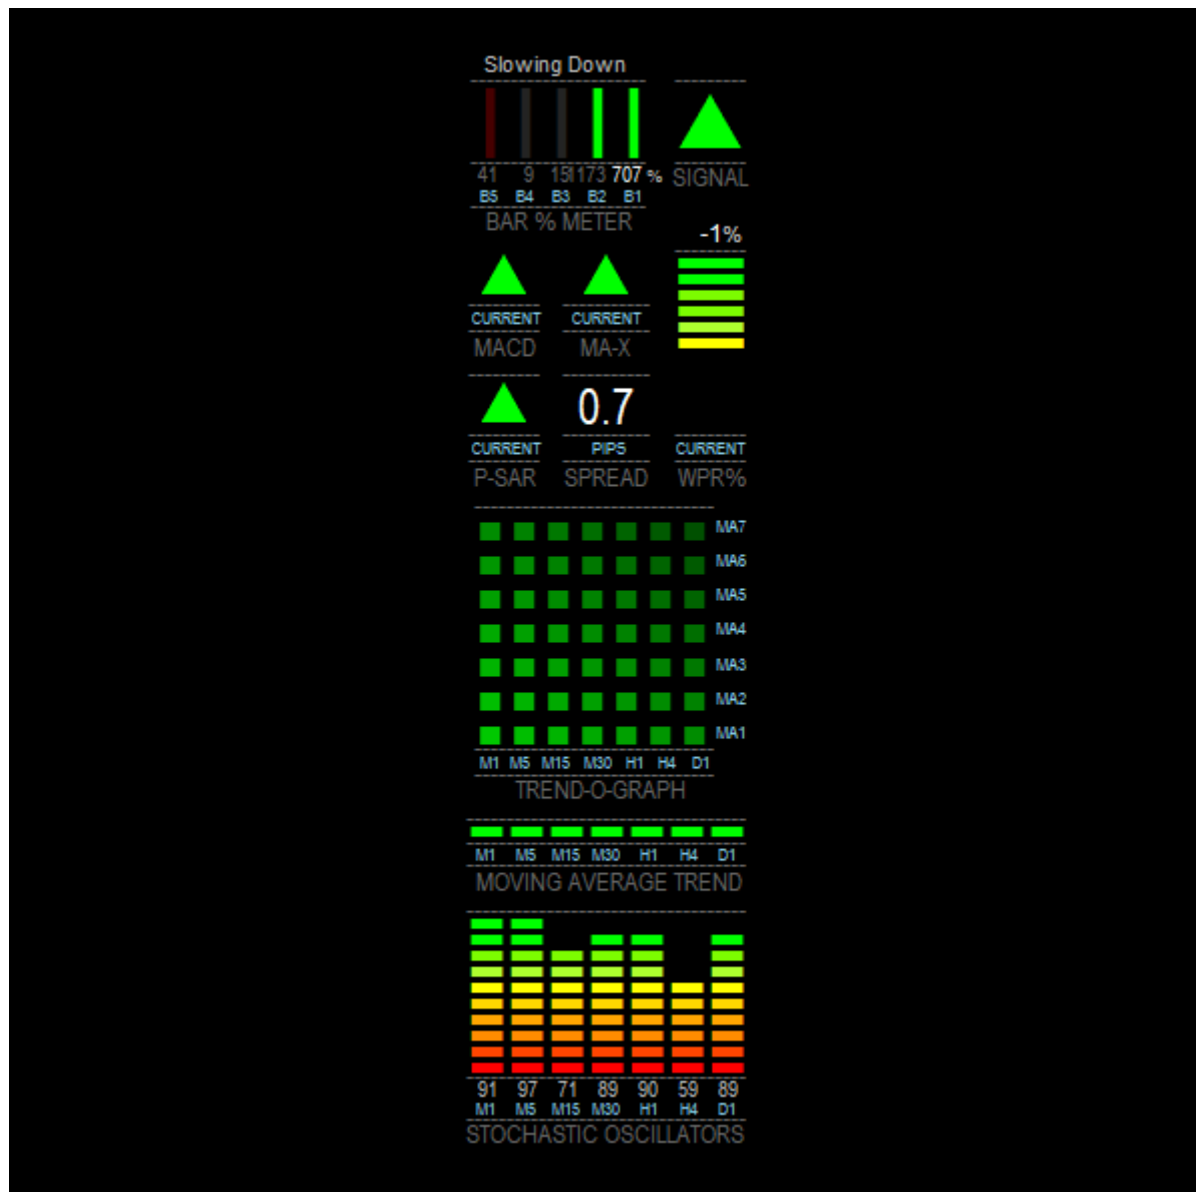 Slowing Down
41 9 151173 707 %
B5 B4 B3 B2 B1
BAR % METER
SIGNAL
-1%
CURRENT CURRENT
MACD MA-X
0.7
CURRENT PIP5 CURRENT
P-SAR SPREAD WPR%
MA7
MA6
MA5
MA4
MA3
MA2
MA1
M1 M5 M15 M30 H1 H4 D1
TREND-O-GRAPH
M1 M5 M15 M30 H1 H4 D1
MOVING AVERAGE TREND
91 97 71 89 90 59 89
M1 M5 M15 M30 H1 H4 D1
STOCHASTIC OSCILLATORS